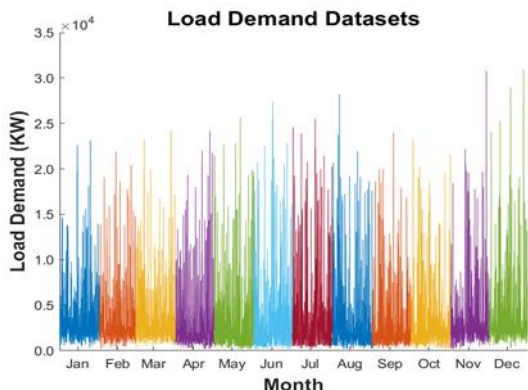 Load Demand Datasets
×10⁴
3.5
3.0
2.5
2.0
1.5
1.0
0.5
0.0
Load Demand (KW)
Jan Feb Mar Apr May Jun Jul Aug Sep Oct Nov Dec
Month